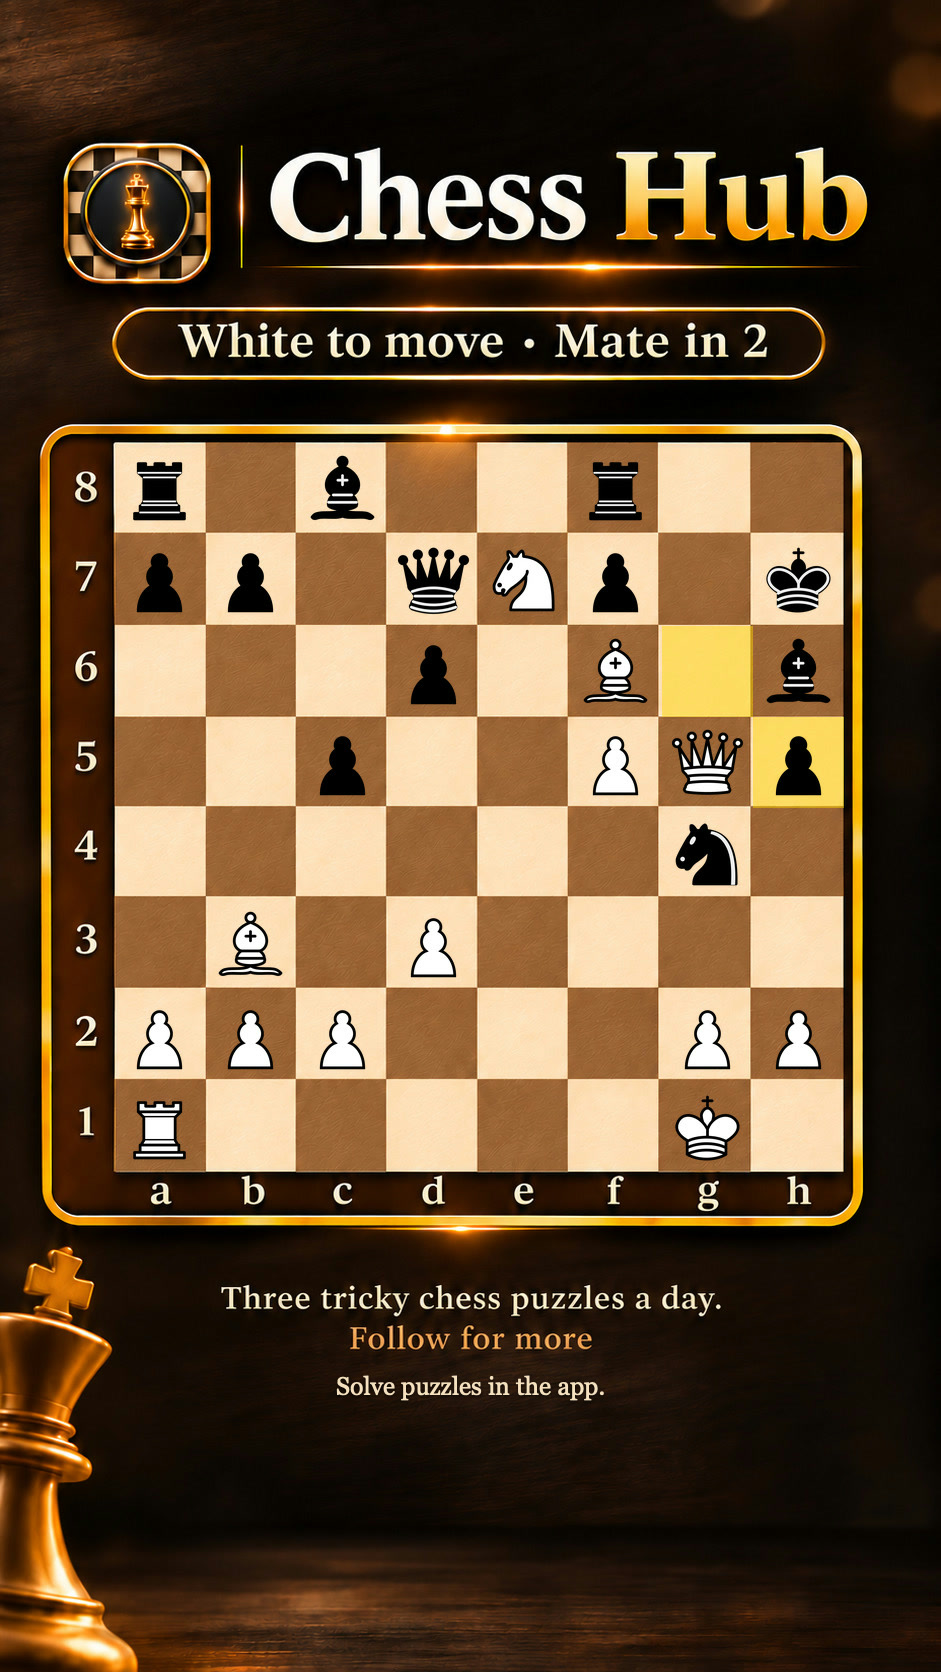 Chess Hub
White to move · Mate in 2
8
7
6
5
4
3
2
1
a b c d e f g h
Three tricky chess puzzles a day.
Follow for more
Solve puzzles in the app.